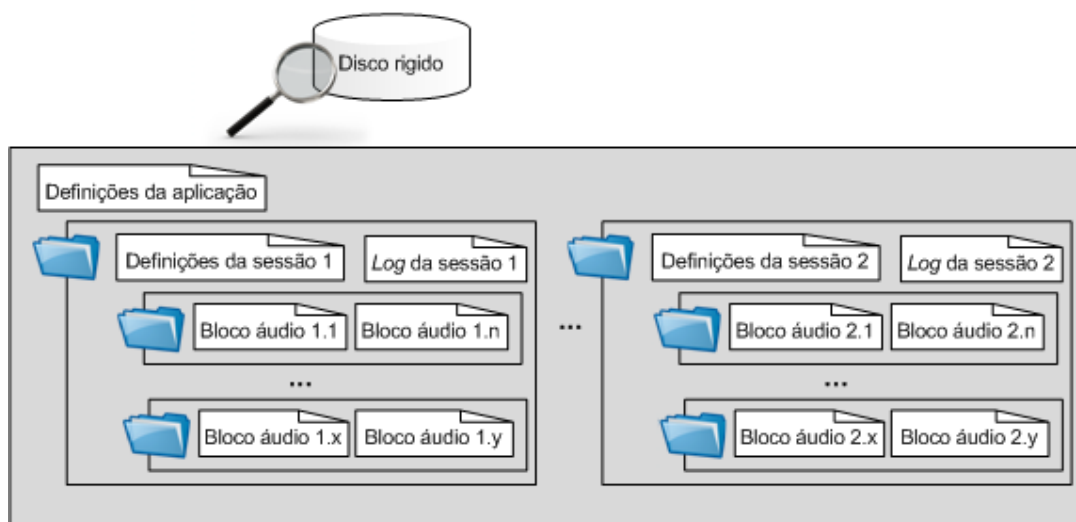 Disco rigido
Definições da aplicação
Definições da sessão 1
Log da sessão 1
Bloco áudio 1.1
Bloco áudio 1.n
...
Bloco áudio 1.x
Bloco áudio 1.y
...
Definições da sessão 2
Log da sessão 2
Bloco áudio 2.1
Bloco áudio 2.n
...
Bloco áudio 2.x
Bloco áudio 2.y